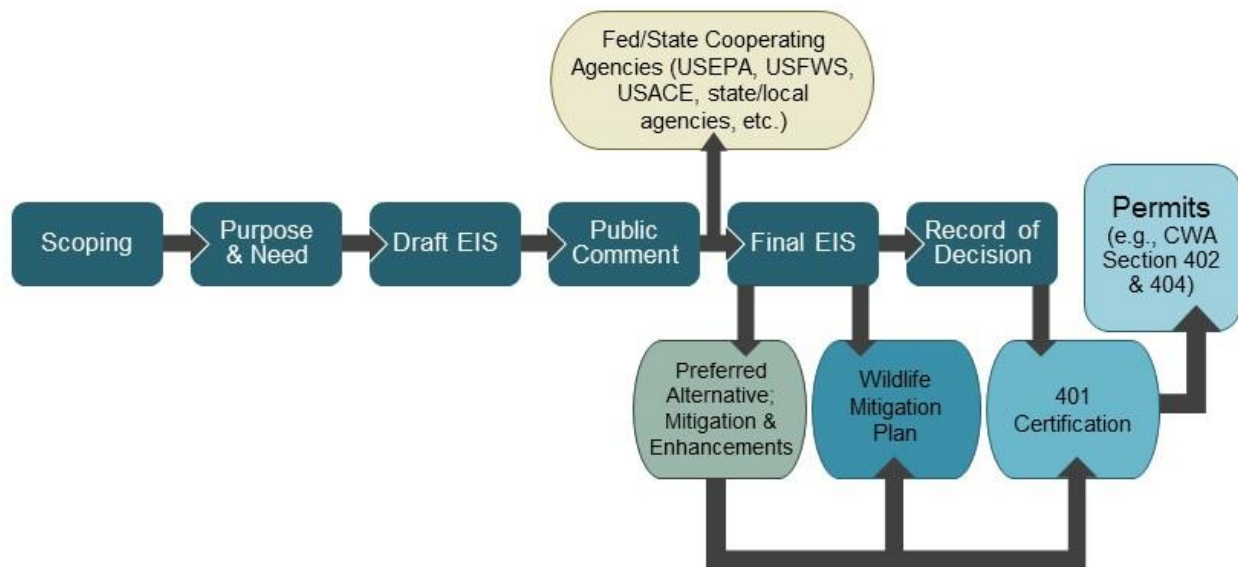 Fed/State Cooperating
Agencies (USEPA, USFWS,
USACE, state/local
agencies, etc.)
Scoping
Purpose
& Need
Draft EIS
Public
Comment
Final EIS
Record of
Decision
Permits
(e.g., CWA
Section 402
& 404)
Preferred
Alternative;
Mitigation &
Enhancements
Wildlife
Mitigation
Plan
401
Certification